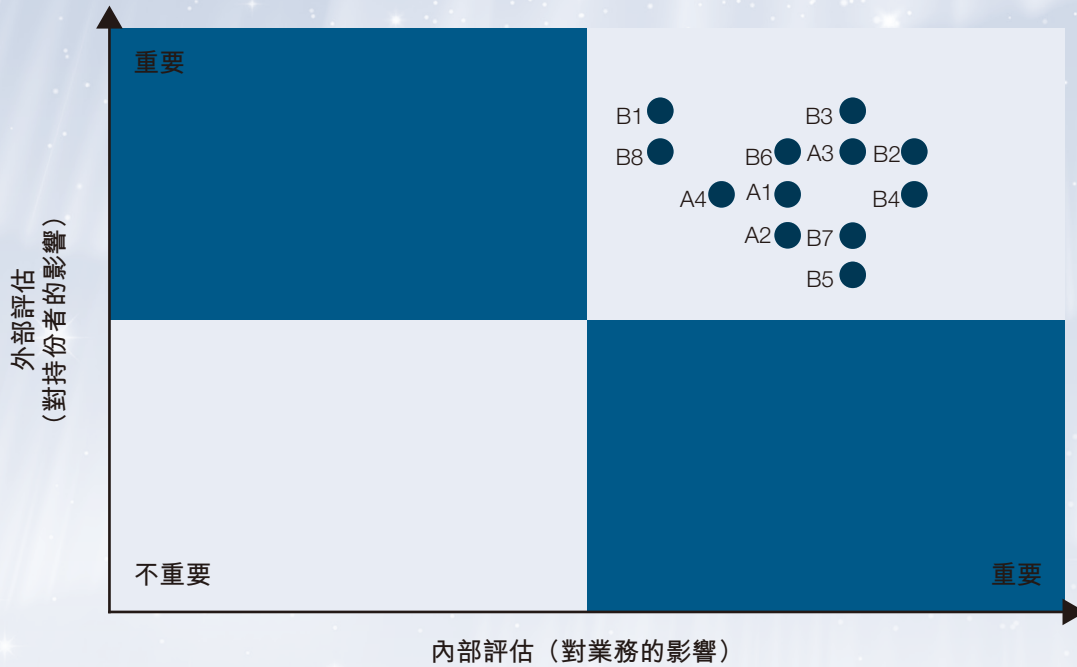 重要
B1
B3
B8
B6
A3
B2
A4
A1
B4
A2
B7
B5
外部評估
（對持份者的影響）
不重要
重要
內部評估（對業務的影響）